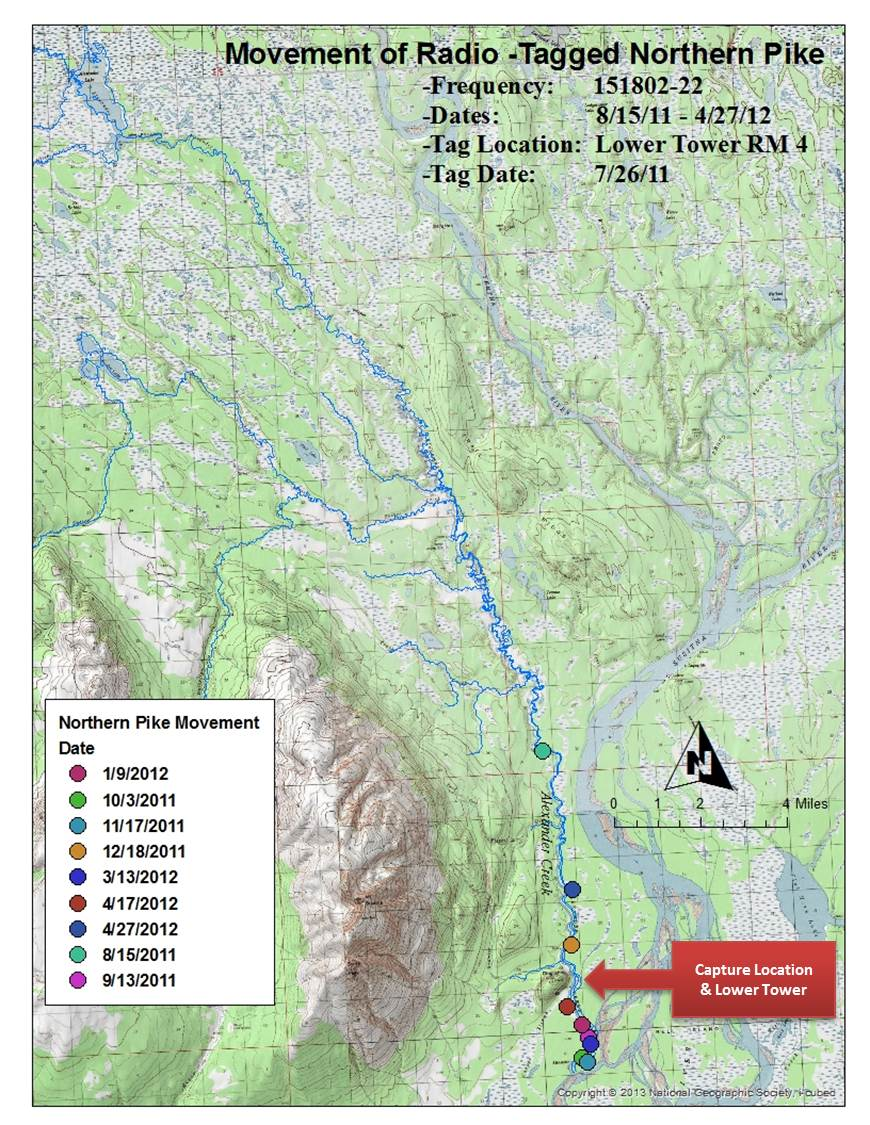 Movement of Radio -Tagged Northern Pike
-Frequency: 151802-22
-Dates: 8/15/11 - 4/27/12
-Tag Location: Lower Tower RM 4
-Tag Date: 7/26/11
RIVER
SUSITNA
RIVER
Northern Pike Movement
Date
1/9/2012
10/3/2011
11/17/2011
12/18/2011
3/13/2012
4/17/2012
4/27/2012
8/15/2011
9/13/2011
N
0 1 2 4 Miles
Alexander Creek
Capture Location
& Lower Tower
Copyright © 2013 National Geographic Society, i-cubed